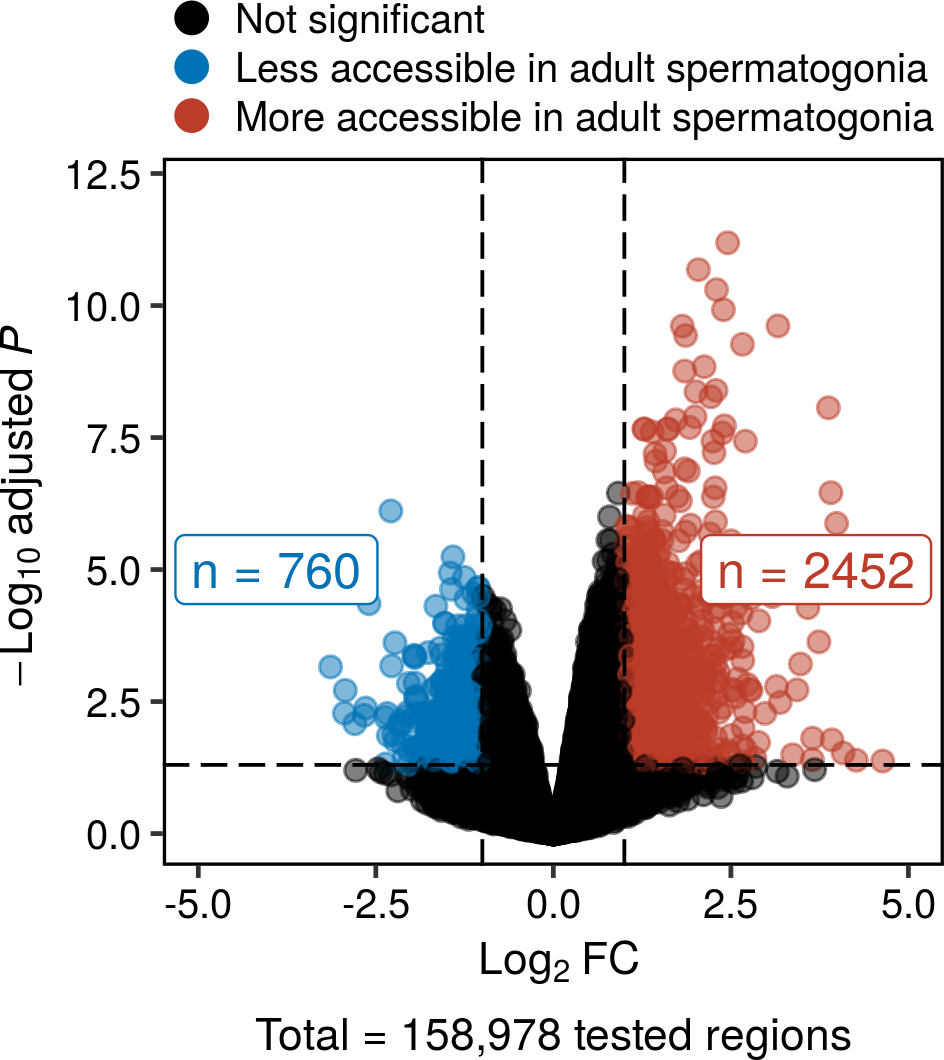 Not significant
Less accessible in adult spermatogonia
More accessible in adult spermatogonia
12.5
10.0
7.5
5.0
2.5
0.0
−Log10 adjusted P
n = 760
n = 2452
-5.0 -2.5 0.0 2.5 5.0
Log2 FC
Total = 158,978 tested regions